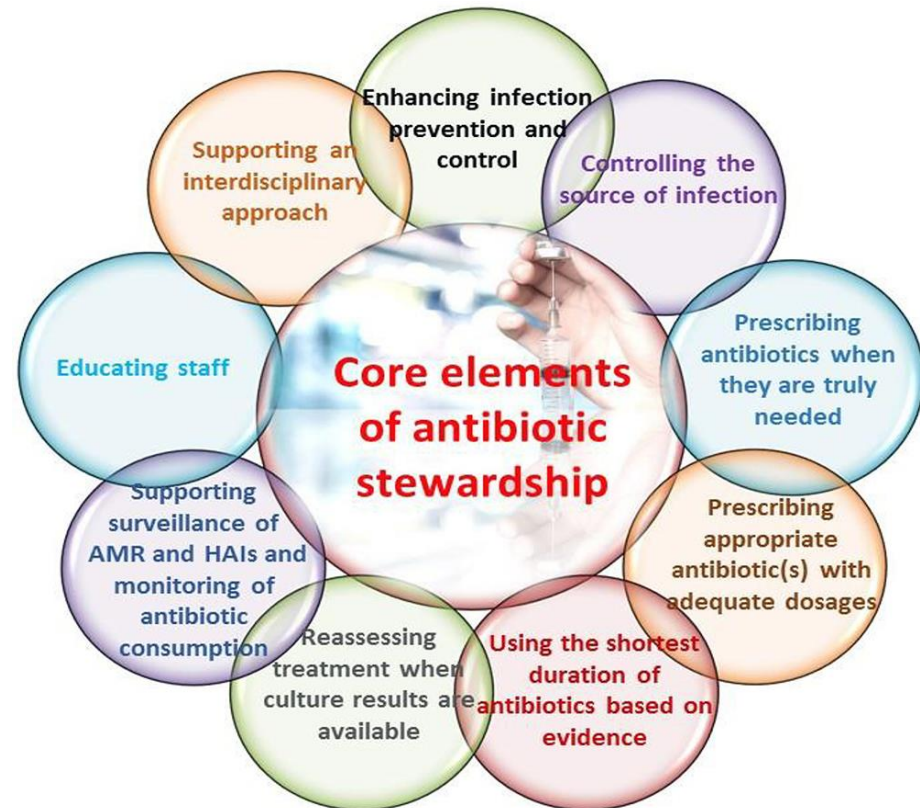 Enhancing infection
prevention and
control
Controlling the
source of infection
Prescribing
antibiotics when
they are truly
needed
Prescribing
appropriate
antibiotic(s) with
adequate dosages
Using the shortest
duration of
antibiotics based on
evidence
Reassessing
treatment when
culture results are
available
Supporting
surveillance of
AMR and HAIs and
monitoring of
antibiotic
consumption
Educating staff
Supporting an
interdisciplinary
approach
Core elements
of antibiotic
stewardship